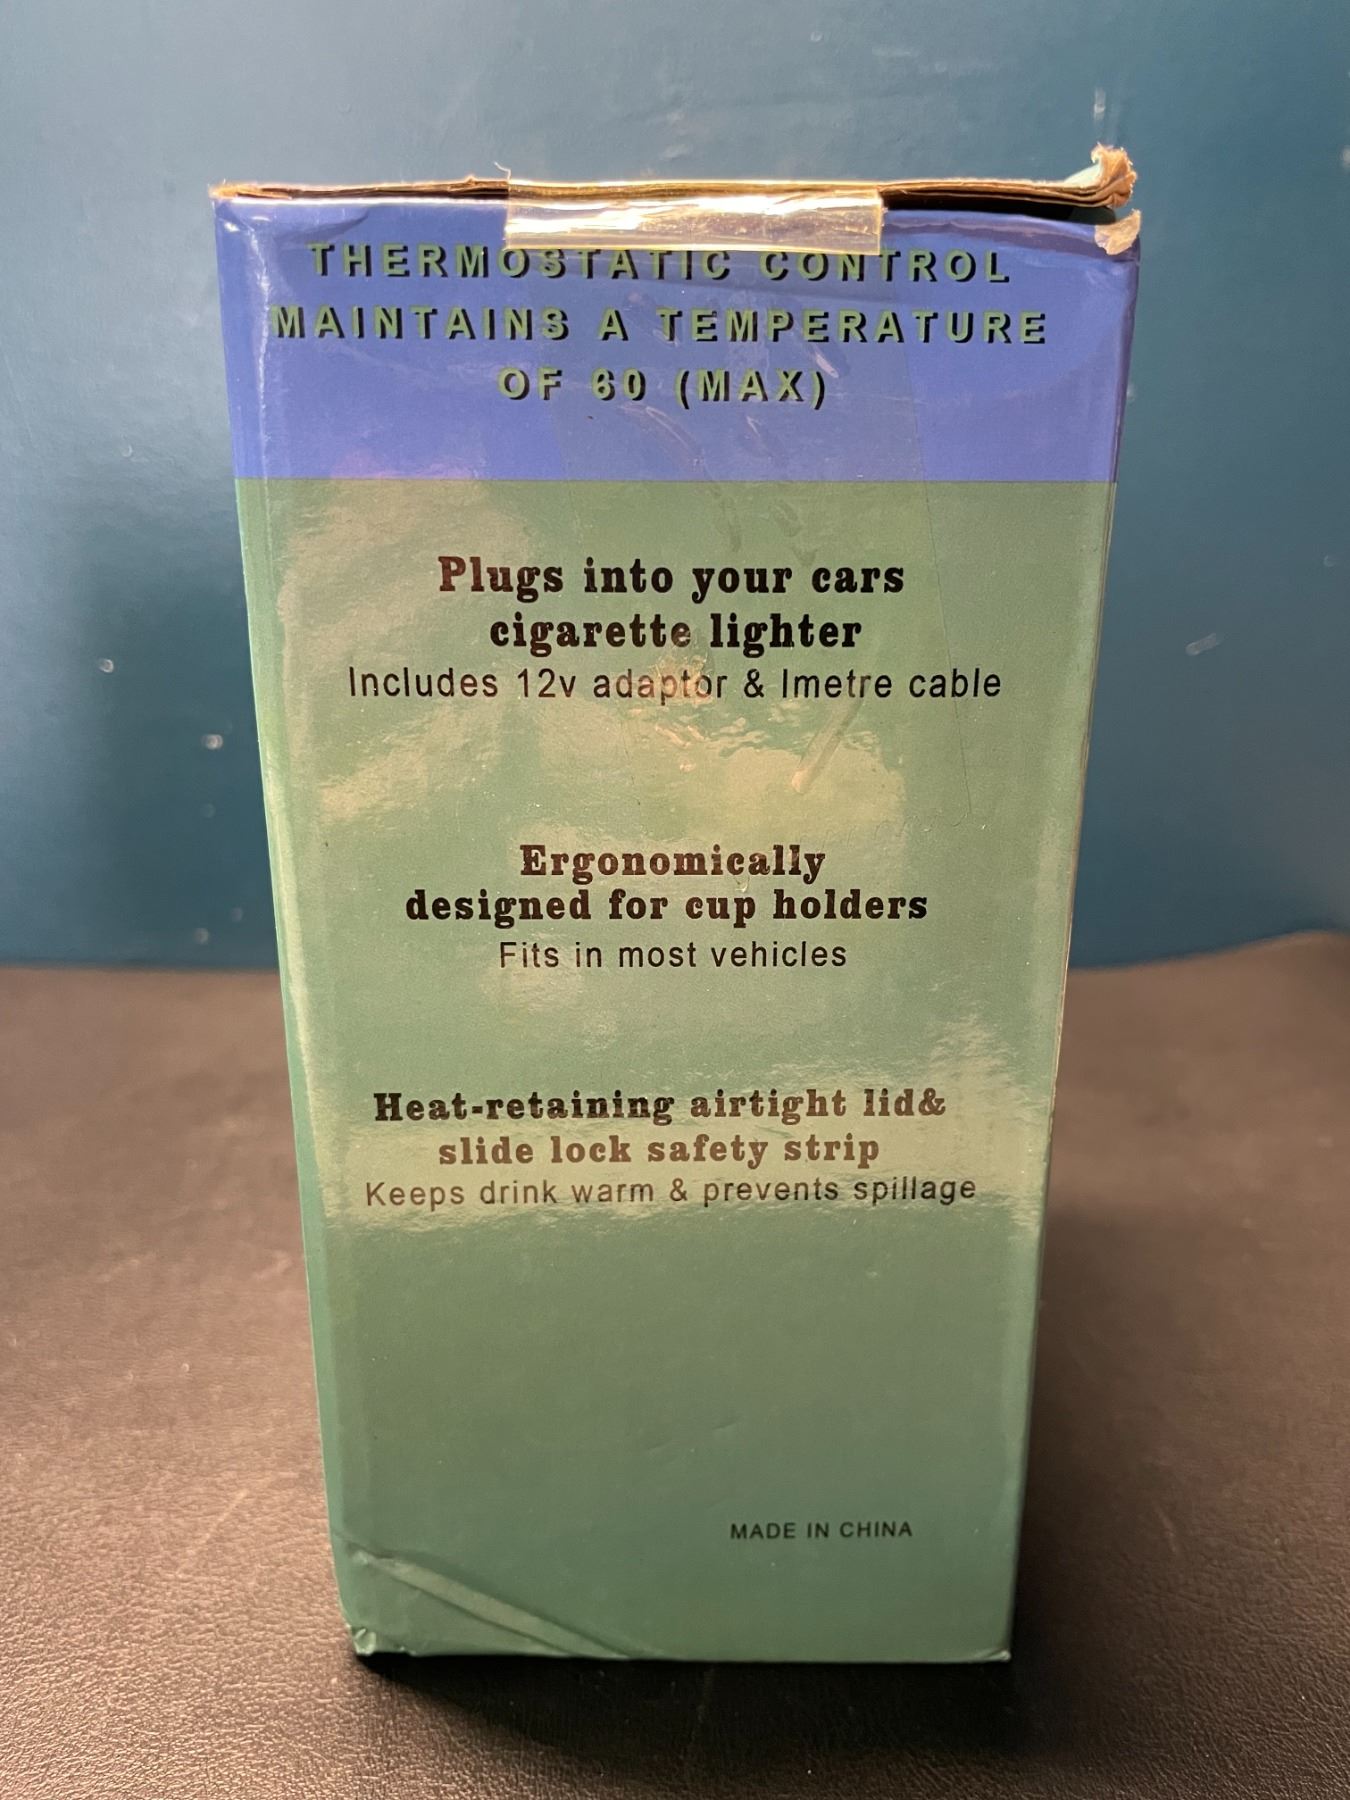 THERMOSTATIC CONTROL
MAINTAINS A TEMPERATURE
OF 60 (MAX)
Plugs into your cars
cigarette lighter
Includes 12v adaptor & Imetre cable
Ergonomically
designed for cup holders
Fits in most vehicles
Heat-retaining airtight lid&
slide lock safety strip
Keeps drink warm & prevents spillage
MADE IN CHINA